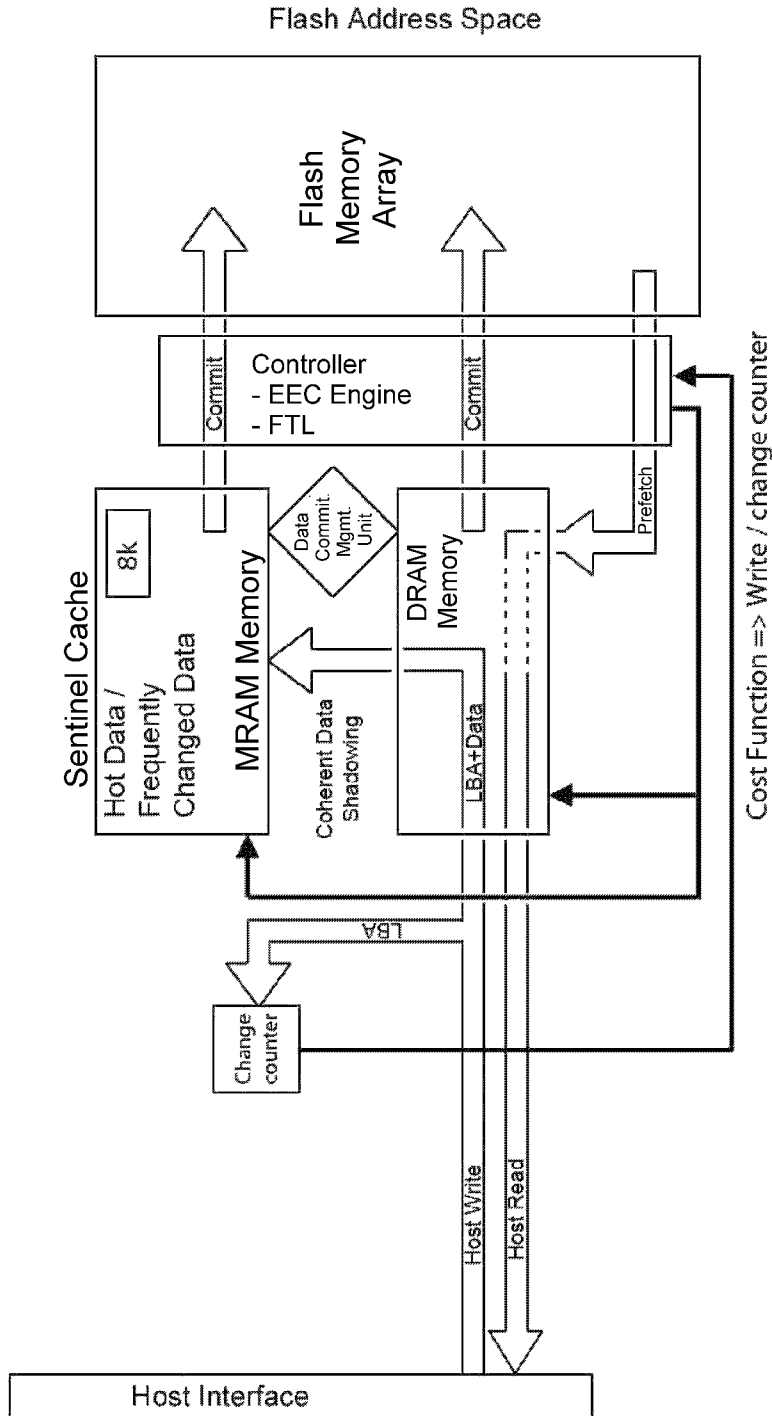 Flash Address Space
Flash
Memory
Array
Commit
Commit
Controller
- EEC Engine
- FTL
Prefetch
Sentinel Cache
8k
Hot Data /
Frequently
Changed Data
MRAM Memory
Data
Commit.
Mgmt.
Unit
DRAM
Memory
Coherent Data
Shadowing
LBA+Data
LBA
Change
counter
Host Write
Host Read
Host Interface
Cost Function => Write / change counter